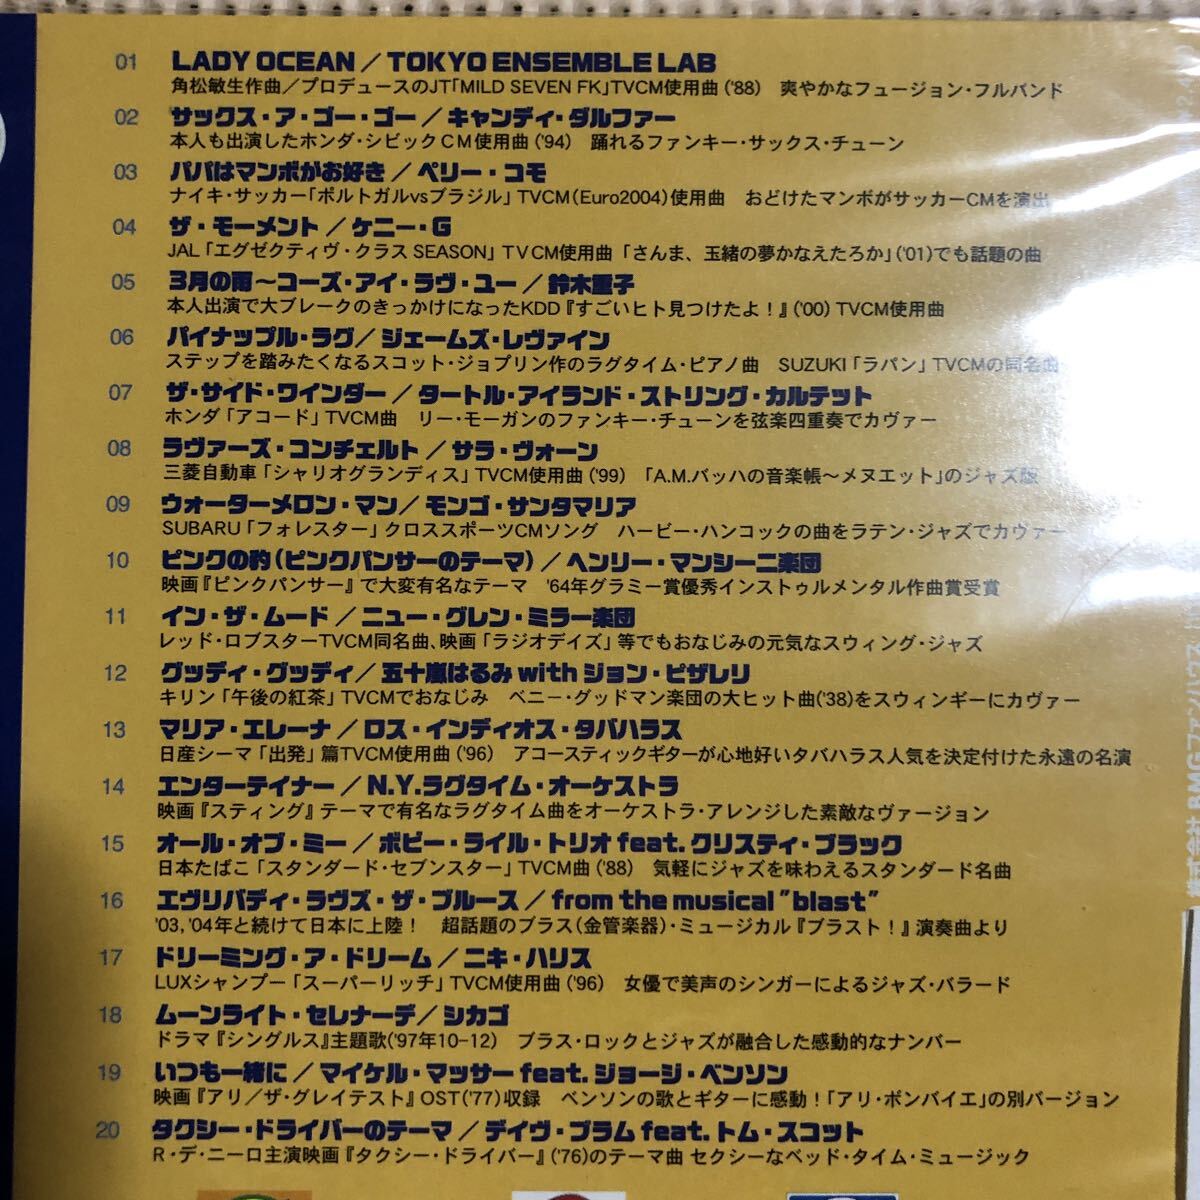 01 LADY OCEAN／TOKYO ENSEMBLE LAB
角松敏生作曲／プロデュースのJT「MILD SEVEN FK」TVCM使用曲('88)　爽やかなフュージョン・フルバンド
02 サックス・ア・ゴー・ゴー／キャンディ・ダルファー
本人も出演したホンダ・シビックCM使用曲('94)　踊れるファンキー・サックス・チューン
03 パパはマンボがお好き／ペリー・コモ
ナイキ・サッカー「ポルトガルvsブラジル」TVCM(Euro2004)使用曲　おどけたマンボがサッカーCMを演出
04 ザ・モーメント／ケニー・G
JAL「エグゼクティヴ・クラスSEASON」TVCM使用曲「さんま、玉緒の夢かなえたろか」('01)でも話題の曲
05 3月の雨〜コーズ・アイ・ラヴ・ユー／鈴木重子
本人出演で大ブレークのきっかけになったKDD『すごいヒト見つけたよ！』('00) TVCM使用曲
06 パイナップル・ラグ／ジェームズ・レヴァイン
ステップを踏みたくなるスコット・ジョプリン作のラグタイム・ピアノ曲　SUZUKI「ラパン」TVCMの同名曲
07 ザ・サイド・ワインダー／タートル・アイランド・ストリング・カルテット
ホンダ「アコード」TVCM曲　リー・モーガンのファンキー・チューンを弦楽四重奏でカヴァー
08 ラヴァーズ・コンチェルト／サラ・ヴォーン
三菱自動車「シャリオグランディス」TVCM使用曲('99)　「A.M.バッハの音楽帳〜メヌエット」のジャズ版
09 ウォーターメロン・マン／モンゴ・サンタマリア
SUBARU「フォレスター」クロススポーツCMソング　ハービー・ハンコックの曲をラテン・ジャズでカヴァー
10 ピンクの豹(ピンクパンサーのテーマ)／ヘンリー・マンシーニ楽団
映画『ピンクパンサー』で大変有名なテーマ　'64年グラミー賞優秀インストゥルメンタル作曲賞受賞
11 イン・ザ・ムード／ニュー・グレン・ミラー楽団
レッド・ロブスターTVCM同名曲、映画「ラジオデイズ」等でもおなじみの元気なスウィング・ジャズ
12 グッディ・グッディ／五十嵐はるみ with ジョン・ピザレリ
キリン「午後の紅茶」TVCMでおなじみ　ベニー・グッドマン楽団の大ヒット曲('38)をスウィンギーにカヴァー
13 マリア・エレーナ／ロス・インディオス・タバハラス
日産シーマ「出発」篇TVCM使用曲('96)　アコースティックギターが心地好いタバハラス人気を決定付けた永遠の名演
14 エンターテイナー／N.Y.ラグタイム・オーケストラ
映画『スティング』テーマで有名なラグタイム曲をオーケストラ・アレンジした素敵なヴァージョン
15 オール・オブ・ミー／ボビー・ライル・トリオ feat. クリスティ・ブラック
日本たばこ「スタンダード・セブンスター」TVCM曲('88)　気軽にジャズを味わえるスタンダード名曲
16 エヴリバディ・ラヴズ・ザ・ブルース／from the musical "blast"
'03, '04年と続けて日本に上陸！　超話題のブラス(金管楽器)・ミュージカル『ブラスト！』演奏曲より
17 ドリーミング・ア・ドリーム／ニキ・ハリス
LUXシャンプー「スーパーリッチ」TVCM使用曲('96)　女優で美声のシンガーによるジャズ・バラード
18 ムーンライト・セレナーデ／シカゴ
ドラマ『シングルス』主題歌('97年10-12)　ブラス・ロックとジャズが融合した感動的なナンバー
19 いつも一緒に／マイケル・マッサー feat. ジョージ・ベンソン
映画『アリ/ザ・グレイテスト』OST('77)収録　ベンソンの歌とギターに感動！「アリ・ボンバイエ」の別バージョン
20 タクシー・ドライバーのテーマ／デイヴ・ブラム feat. トム・スコット
R・デ・ニーロ主演映画『タクシー・ドライバー』('76)のテーマ曲 セクシーなベッド・タイム・ミュージック
株式会社BMGファンハウス